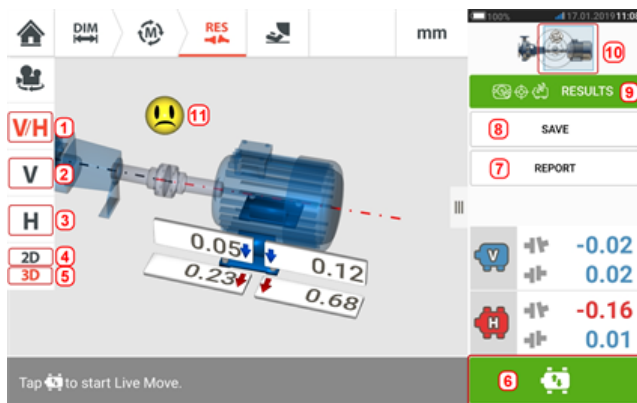 DIM
M
RES
mm
100%
17.01.2019 11:08
10
RESULTS
9
V/H
1
11
8
SAVE
V
2
7
REPORT
H
3
2D
4
3D
5
0.05
0.12
0.23
0.68
V
-0.02
0.02
H
-0.16
0.01
Tap to start Live Move.
6